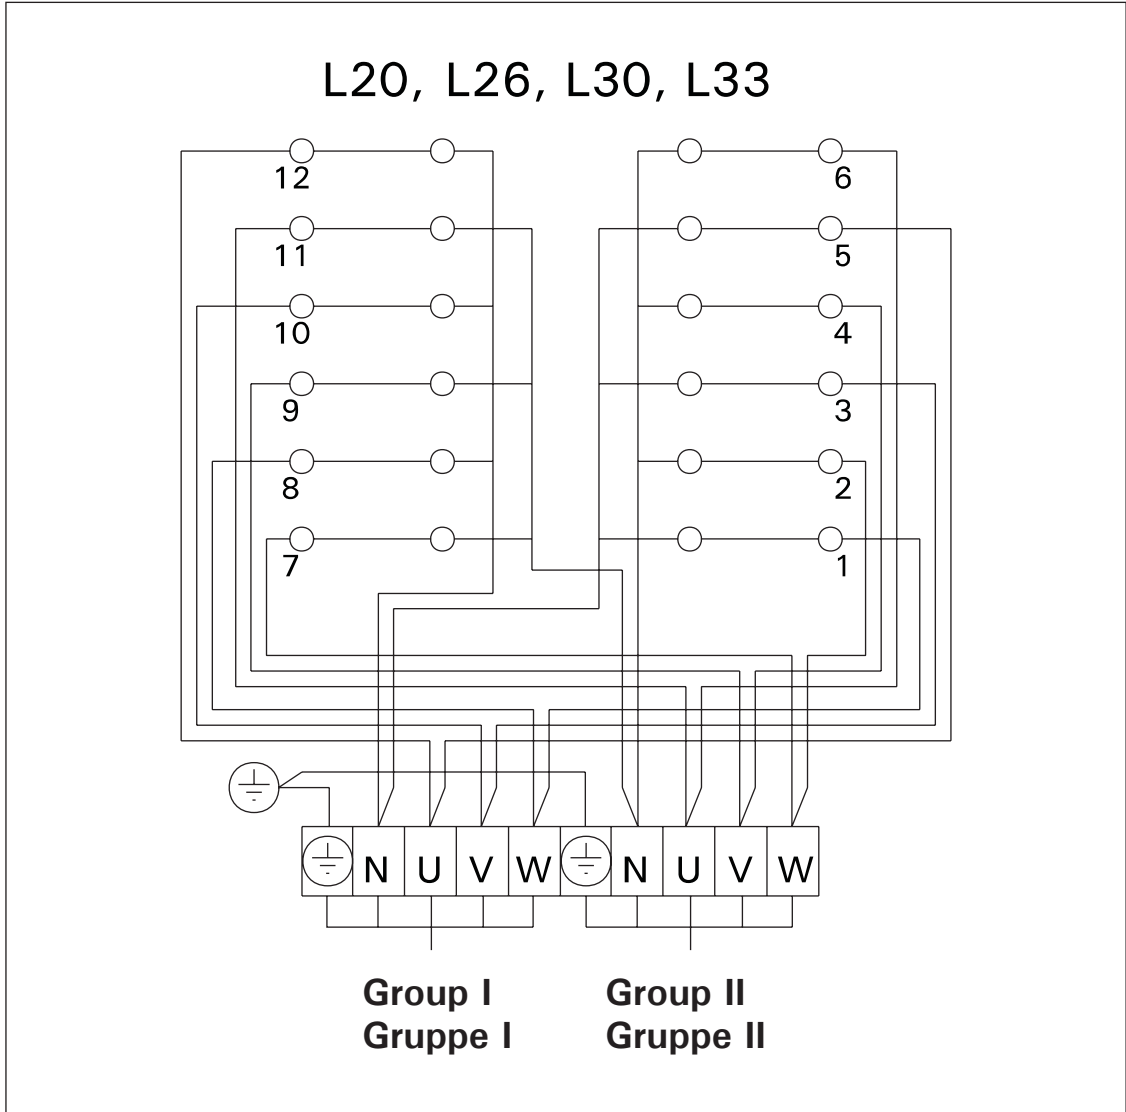 L20, L26, L30, L33
12 6
11 5
10 4
9 3
8 2
7 1
N U V W N U V W
Group I Group II
Gruppe I Gruppe II